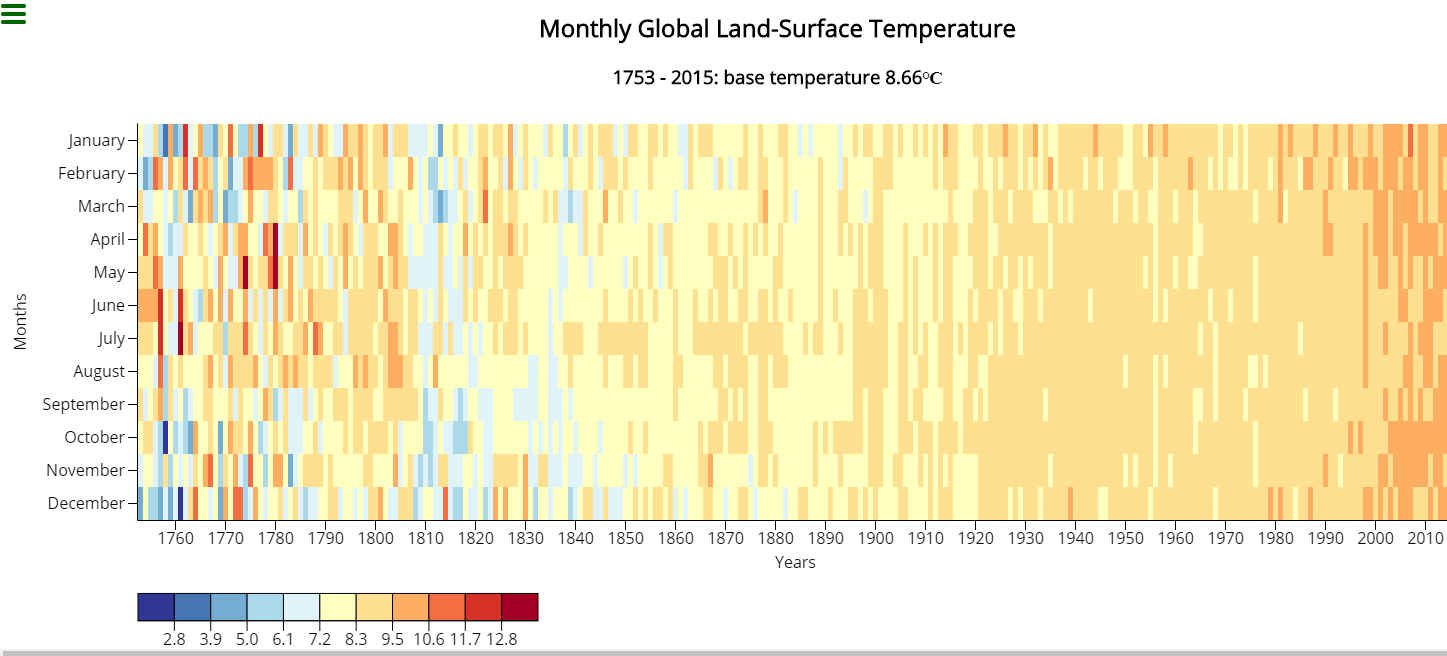 Monthly Global Land-Surface Temperature
1753 - 2015: base temperature 8.66℃
January
February
March
April
May
June
July
August
September
October
November
December
Months
1760 1770 1780 1790 1800 1810 1820 1830 1840 1850 1860 1870 1880 1890 1900 1910 1920 1930 1940 1950 1960 1970 1980 1990 2000 2010
Years
2.8 3.9 5.0 6.1 7.2 8.3 9.5 10.6 11.7 12.8